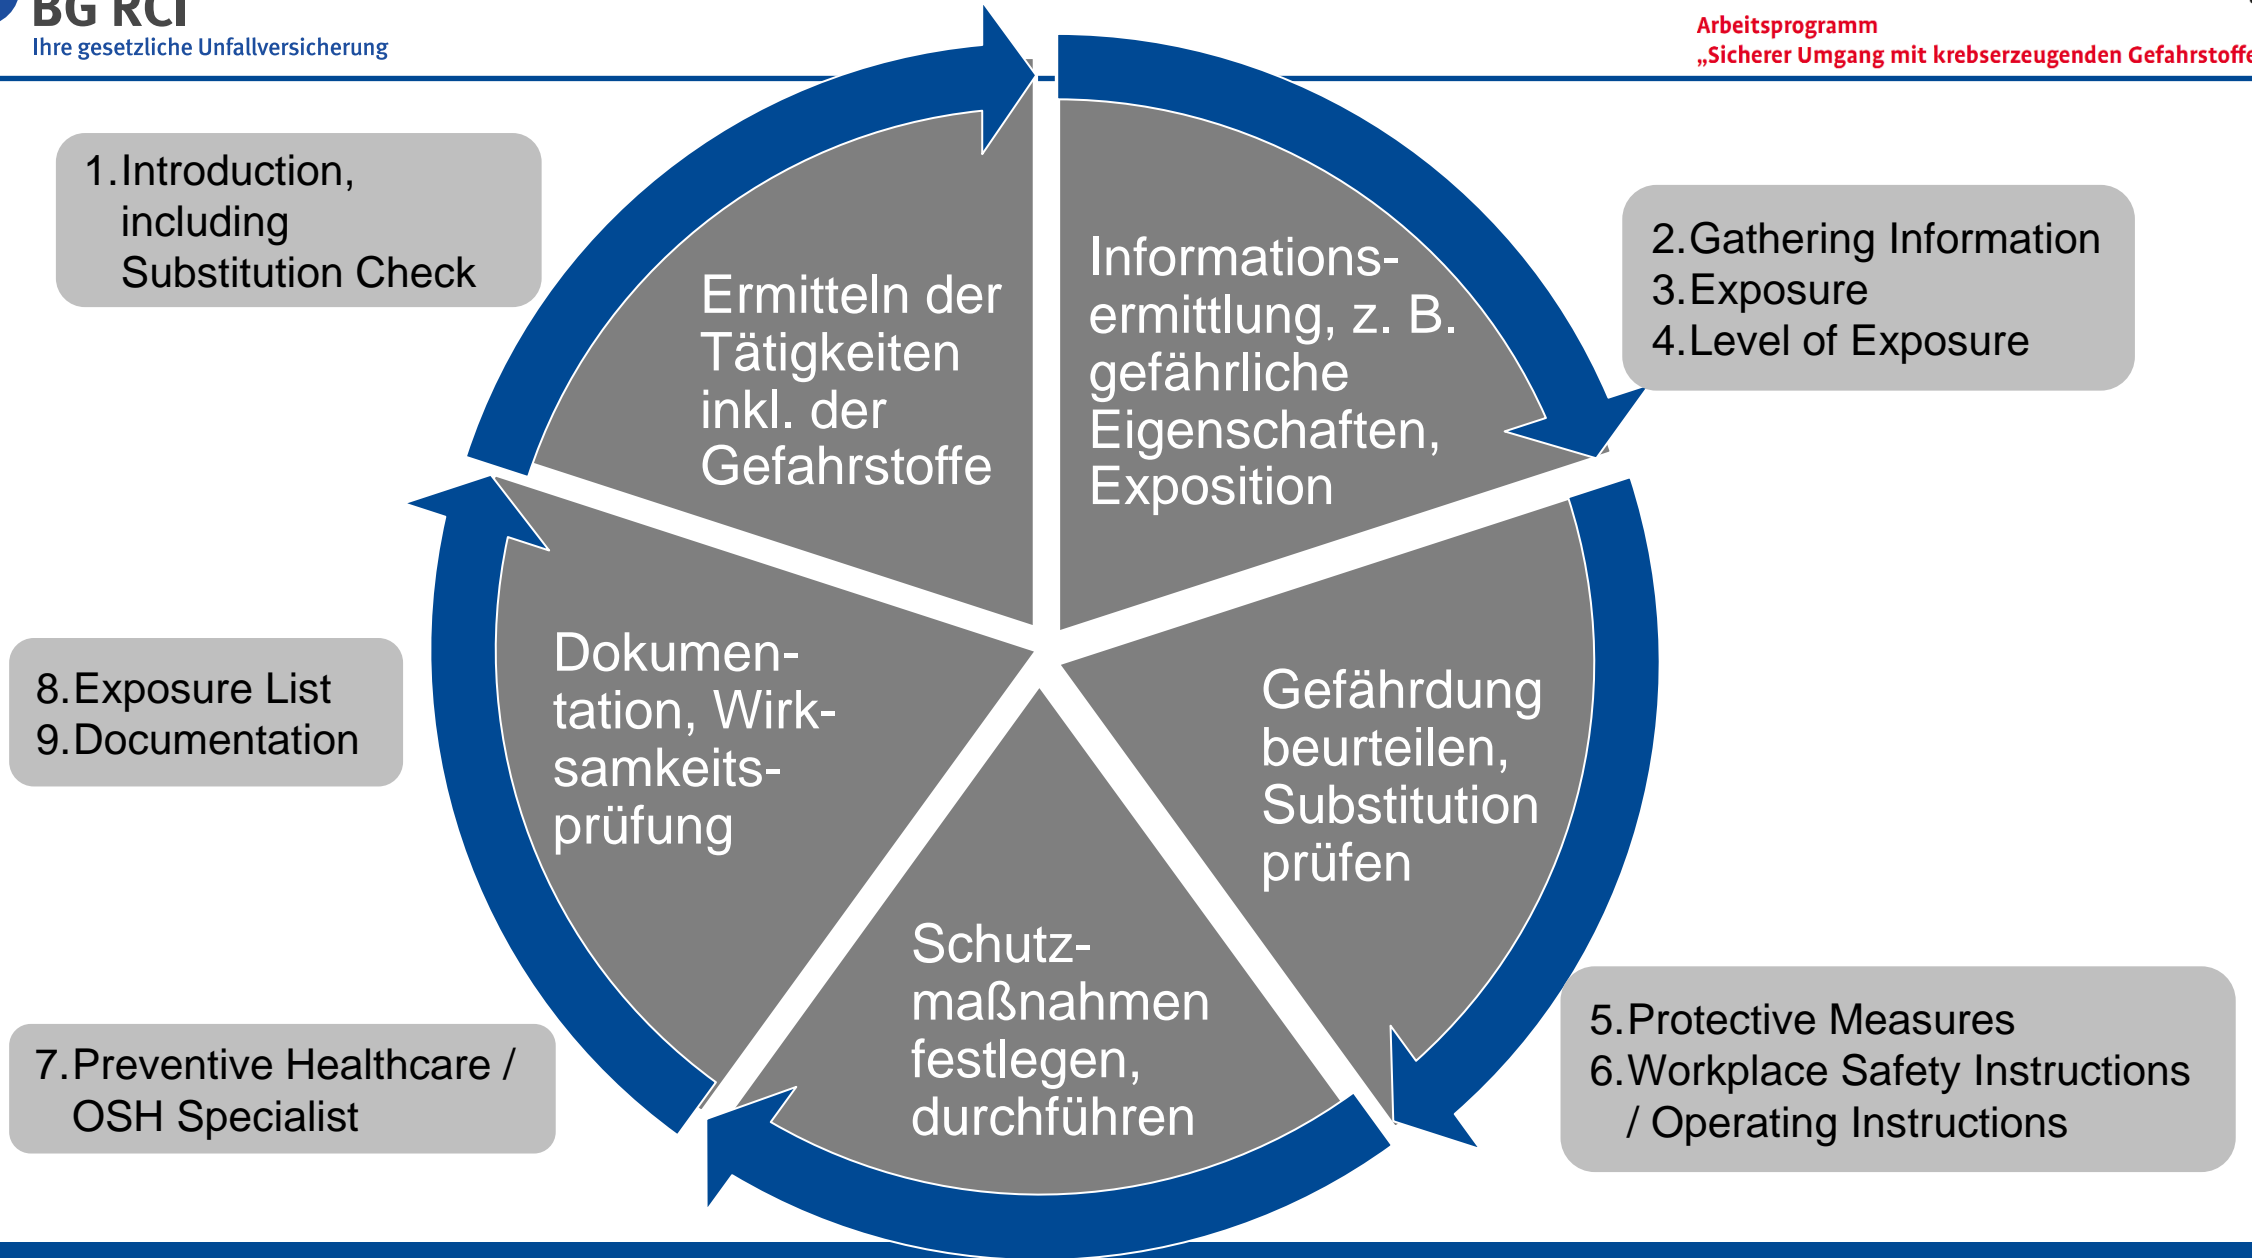 BG RCI
Ihre gesetzliche Unfallversicherung
Arbeitsprogramm
„Sicherer Umgang mit krebserzeugenden Gefahrstoffe
1.Introduction,
including
Substitution Check
Ermitteln der
Tätigkeiten
inkl. der
Gefahrstoffe
Informations-
ermittlung, z. B.
gefährliche
Eigenschaften,
Exposition
2.Gathering Information
3.Exposure
4.Level of Exposure
8.Exposure List
9.Documentation
Dokumen-
tation, Wirk-
samkeits-
prüfung
Gefährdung
beurteilen,
Substitution
prüfen
Schutz-
maßnahmen
festlegen,
durchführen
7.Preventive Healthcare /
OSH Specialist
5.Protective Measures
6.Workplace Safety Instructions
/ Operating Instructions